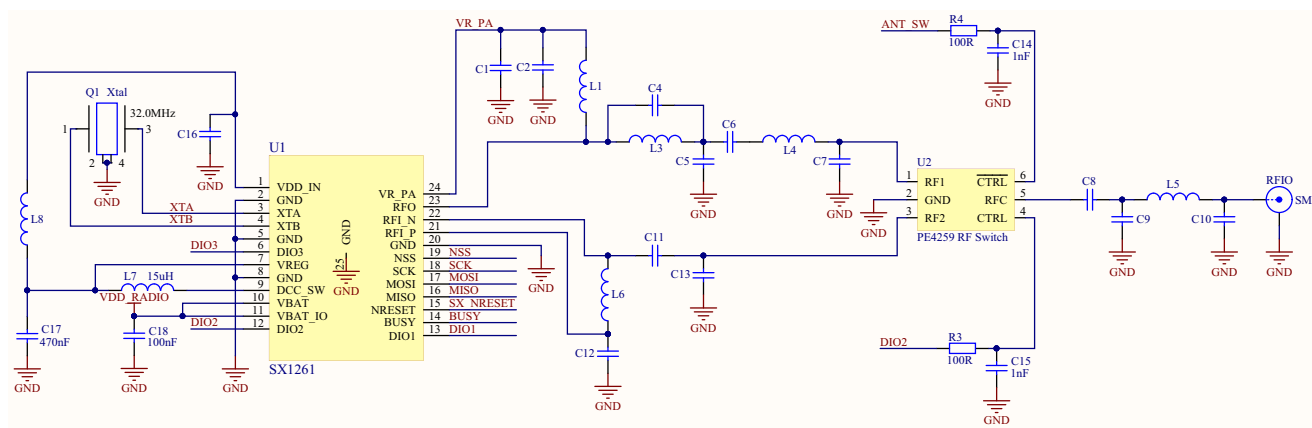 VR_PA
ANT_SW
R4
100R
C14
1nF
GND
C1
C2
L1
GND
GND
C4
Q1 Xtal
32.0MHz
1
3
2
4
GND
C16
GND
L3
C5
GND
C6
L4
C7
GND
U1
SX1261
1 VDD_IN
2 GND
3 XTA
4 XTB
5 GND
6 DIO3
7 VREG
8 GND
9 DCC_SW
10 VBAT
11 VBAT_IO
12 DIO2
VR_PA 24
RFO 23
RFI_N 22
RFI_P 21
GND 20
NSS 19
SCK 18
MOSI 17
MISO 16
NRESET 15
BUSY 14
DIO1 13
GND
25
GND
XTA
XTB
DIO3
DIO2
NSS
SCK
MOSI
MISO
SX_NRESET
BUSY
DIO1
GND
L8
L7 15uH
VDD_RADIO
C17
470nF
GND
C18
100nF
GND
GND
C11
L6
C12
GND
C13
GND
U2
1 RF1
2 GND
3 RF2
CTRL 6
RFC 5
CTRL 4
PE4259 RF Switch
GND
C8
C9
GND
L5
C10
GND
RFIO
SM
GND
DIO2
R3
100R
C15
1nF
GND